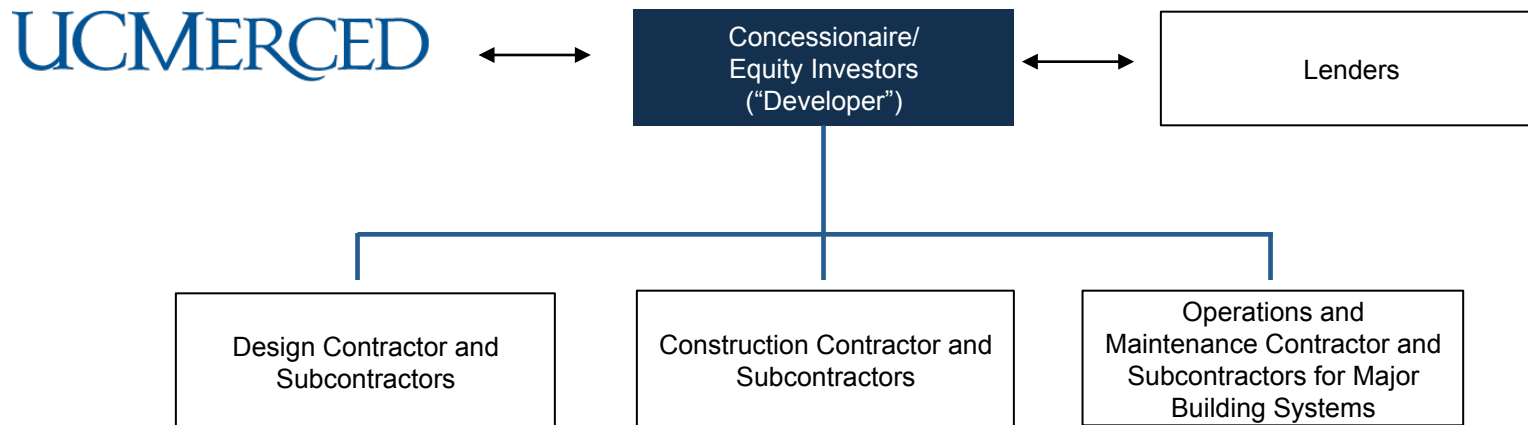 UCMERCED
Concessionaire/
Equity Investors
(“Developer”)
Lenders
Design Contractor and
Subcontractors
Construction Contractor and
Subcontractors
Operations and
Maintenance Contractor and
Subcontractors for Major
Building Systems